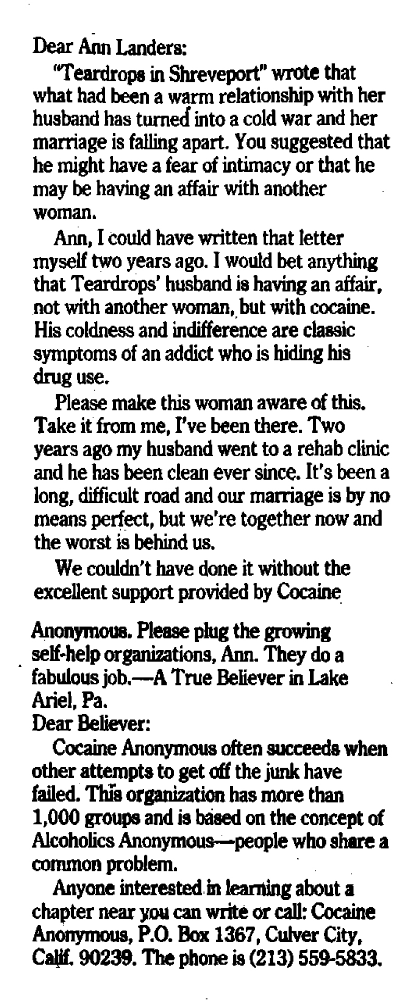 Dear Ann Landers:
"Teardrops in Shreveport" wrote that
what had been a warm relationship with her
husband has turned into a cold war and her
marriage is falling apart. You suggested that
he might have a fear of intimacy or that he
may be having an affair with another
woman.
Ann, I could have written that letter
myself two years ago. I would bet anything
that Teardrops' husband is having an affair,
not with another woman, but with cocaine.
His coldness and indifference are classic
symptoms of an addict who is hiding his
drug use.
Please make this woman aware of this.
Take it from me, I've been there. Two
years ago my husband went to a rehab clinic
and he has been clean ever since. It's been a
long, difficult road and our marriage is by no
means perfect, but we're together now and
the worst is behind us.
We couldn't have done it without the
excellent support provided by Cocaine
Anonymous. Please plug the growing
self-help organizations, Ann. They do a
fabulous job.—A True Believer in Lake
Ariel, Pa.
Dear Believer:
Cocaine Anonymous often succeeds when
other attempts to get off the junk have
failed. This organization has more than
1,000 groups and is based on the concept of
Alcoholics Anonymous—people who share a
common problem.
Anyone interested in learning about a
chapter near you can write or call: Cocaine
Anonymous, P.O. Box 1367, Culver City,
Calif. 90239. The phone is (213) 559-5833.